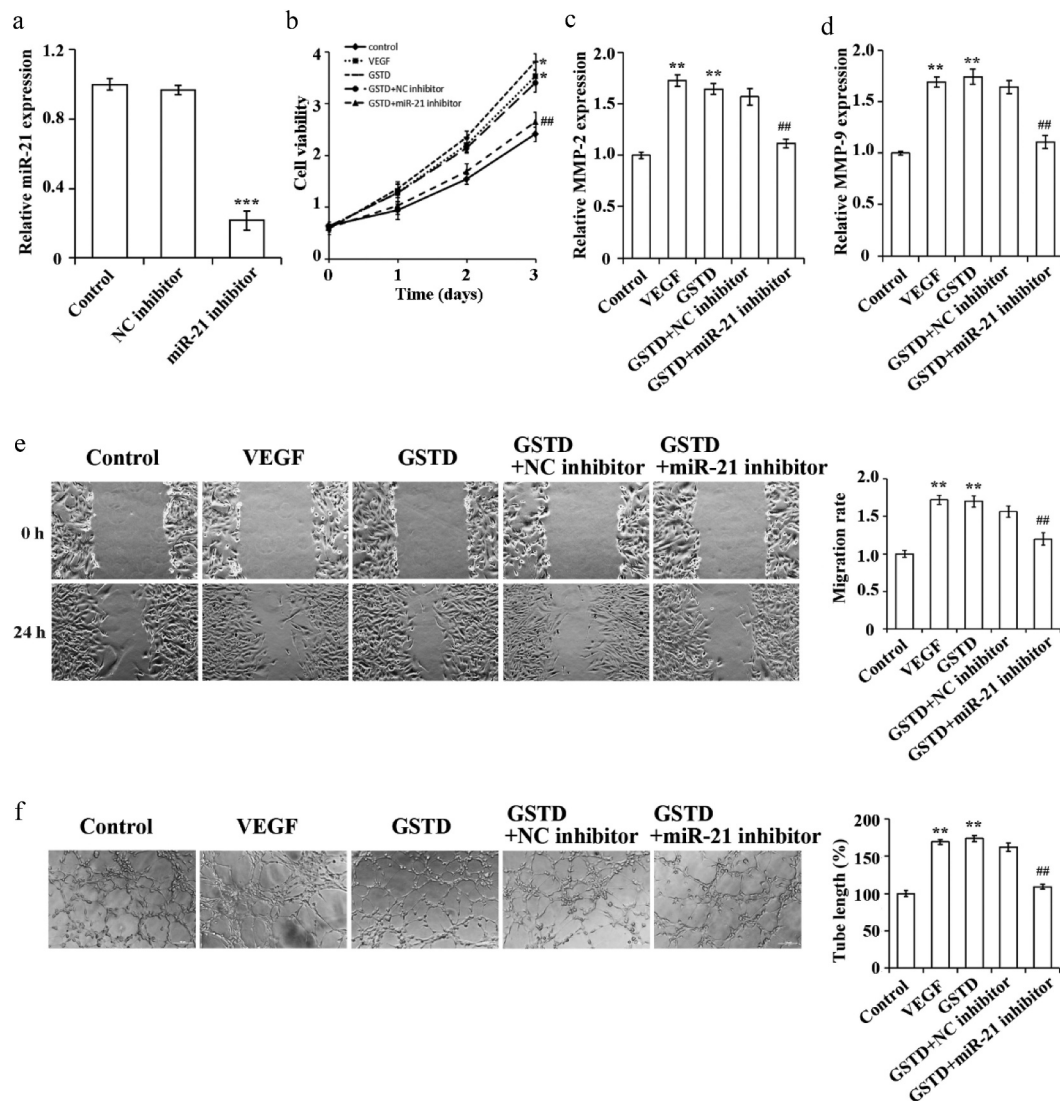 a
Relative miR-21 expression
1.2
0.8
0.4
0
***
Control
NC inhibitor
miR-21 inhibitor
b
Cell viability
4
3
2
1
0
control
VEGF
GSTD
GSTD+NC inhibitor
GSTD+miR-21 inhibitor
*
*
##
0 1 2 3
Time (days)
c
Relative MMP-2 expression
2.0
1.5
1.0
0.5
0
** **
##
Control
VEGF
GSTD
GSTD+NC inhibitor
GSTD+miR-21 inhibitor
d
Relative MMP-9 expression
2.0
1.5
1.0
0.5
0
** **
##
Control
VEGF
GSTD
GSTD+NC inhibitor
GSTD+miR-21 inhibitor
e
Control VEGF GSTD GSTD +NC inhibitor GSTD +miR-21 inhibitor
0 h
24 h
Migration rate
2.0
1.5
1.0
0.5
0
** **
##
Control
VEGF
GSTD
GSTD+NC inhibitor
GSTD+miR-21 inhibitor
f
Control VEGF GSTD GSTD +NC inhibitor GSTD +miR-21 inhibitor
Tube length (%)
200
150
100
50
0
** **
##
Control
VEGF
GSTD
GSTD+NC inhibitor
GSTD+miR-21 inhibitor